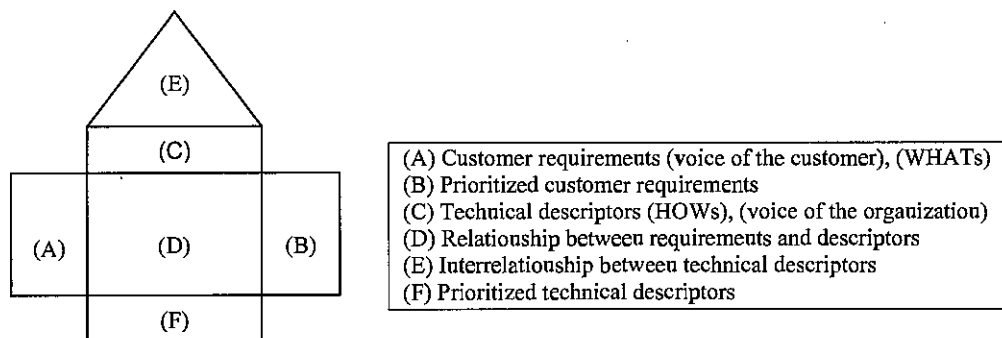 (E)
(C)
(A)
(D)
(B)
(F)
(A) Customer requirements (voice of the customer), (WHATs)
(B) Prioritized customer requirements
(C) Technical descriptors (HOWs), (voice of the organization)
(D) Relationship between requirements and descriptors
(E) Interrelationship between technical descriptors
(F) Prioritized technical descriptors